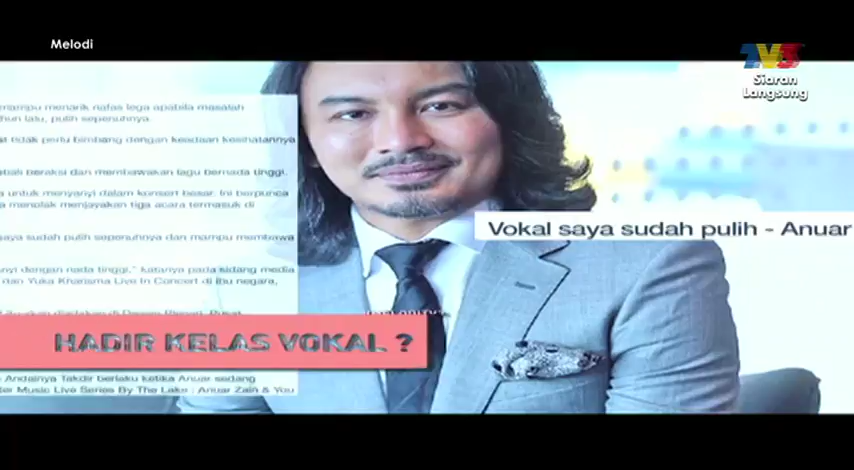 Melodi
TV3
Siaran
Langsung
menarik nafas lega apabila masalah
lalu, pulih sepenuhnya
tidak perlu bimbang dengan keadaan kesihatannya
beraksi dan membawakan lagu bernada tinggi.
untuk menyanyi dalam konsert besar. Ini berpunca
menolak menjayakan tiga acara termasuk di
Vokal saya sudah pulih - Anuar
saya sudah pulih sepenuhnya dan mampu membawa
dengan nada tinggi," katanya pada sidang media
dan Yuka Kharisma Live In Concert di ibu negara,
HADIR KELAS VOKAL ?
Andainya Takdir berlaku ketika Anuar sedang
Music Live Series By The Lake : Anuar Zain & You